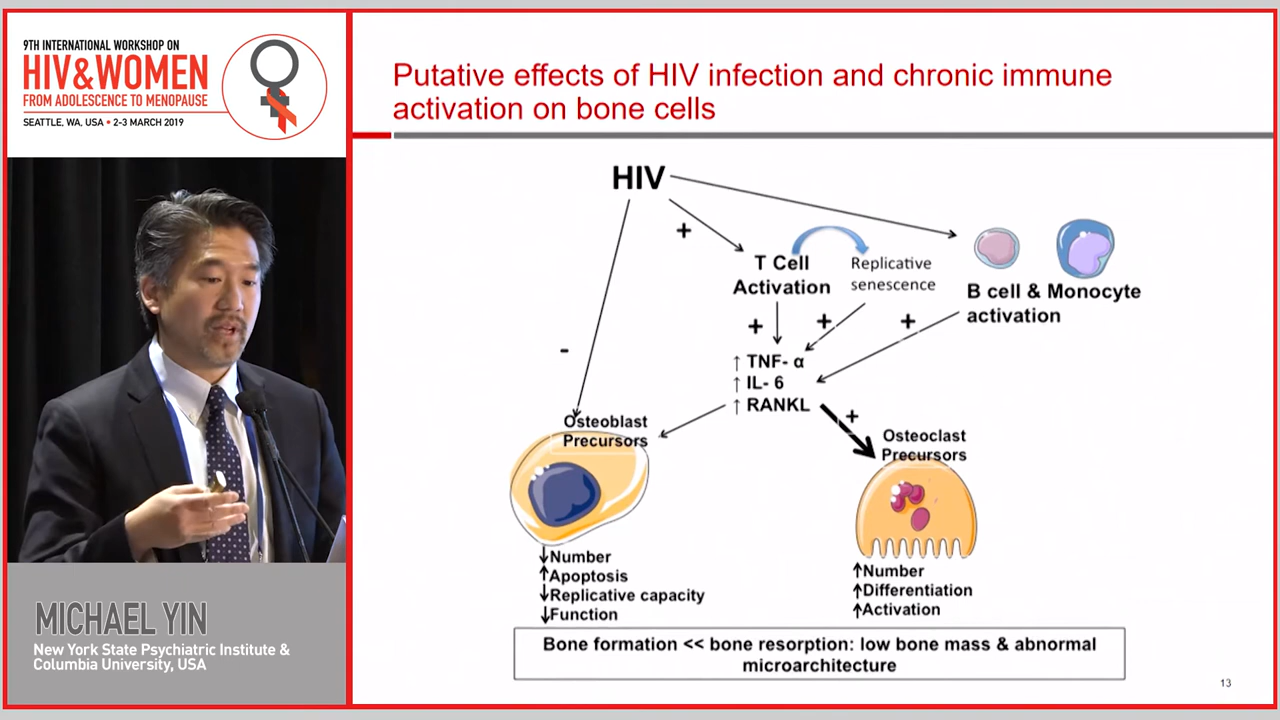 9TH INTERNATIONAL WORKSHOP ON
HIV&WOMEN
FROM ADOLESCENCE TO MENOPAUSE
SEATTLE, WA, USA • 2-3 MARCH 2019
MICHAEL YIN
New York State Psychiatric Institute &
Columbia University, USA
Putative effects of HIV infection and chronic immune
activation on bone cells
HIV
+
T Cell
Activation
Replicative
senescence
B cell & Monocyte
activation
+
+
+
-
↑ TNF- α
↑ IL- 6
↑ RANKL
+
Osteoblast
Precursors
Osteoclast
Precursors
↓Number
↑Apoptosis
↓Replicative capacity
↓Function
↑Number
↑Differentiation
↑Activation
Bone formation << bone resorption: low bone mass & abnormal
microarchitecture
13